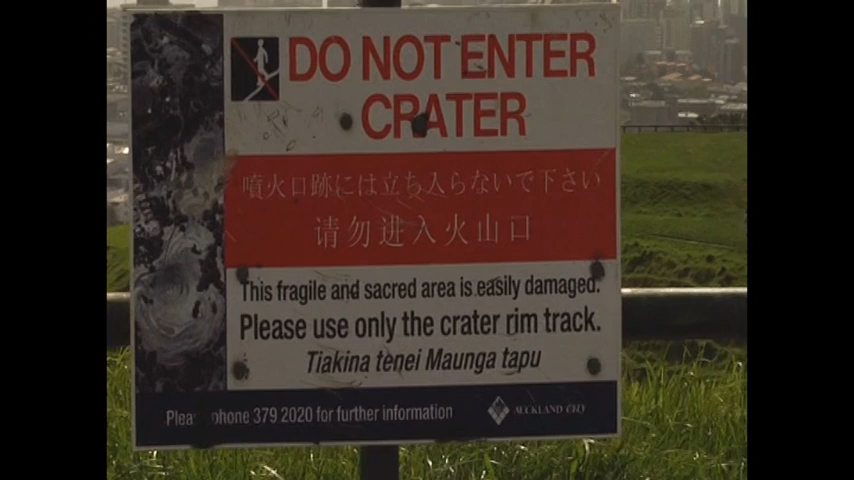 DO NOT ENTER
CRATER
噴火口跡には立ち入らないで下さい
请勿进入火山口
This fragile and sacred area is easily damaged.
Please use only the crater rim track.
Tiakina tenei Maunga tapu
phone 379 2020 for further information
AUCKLAND CITY